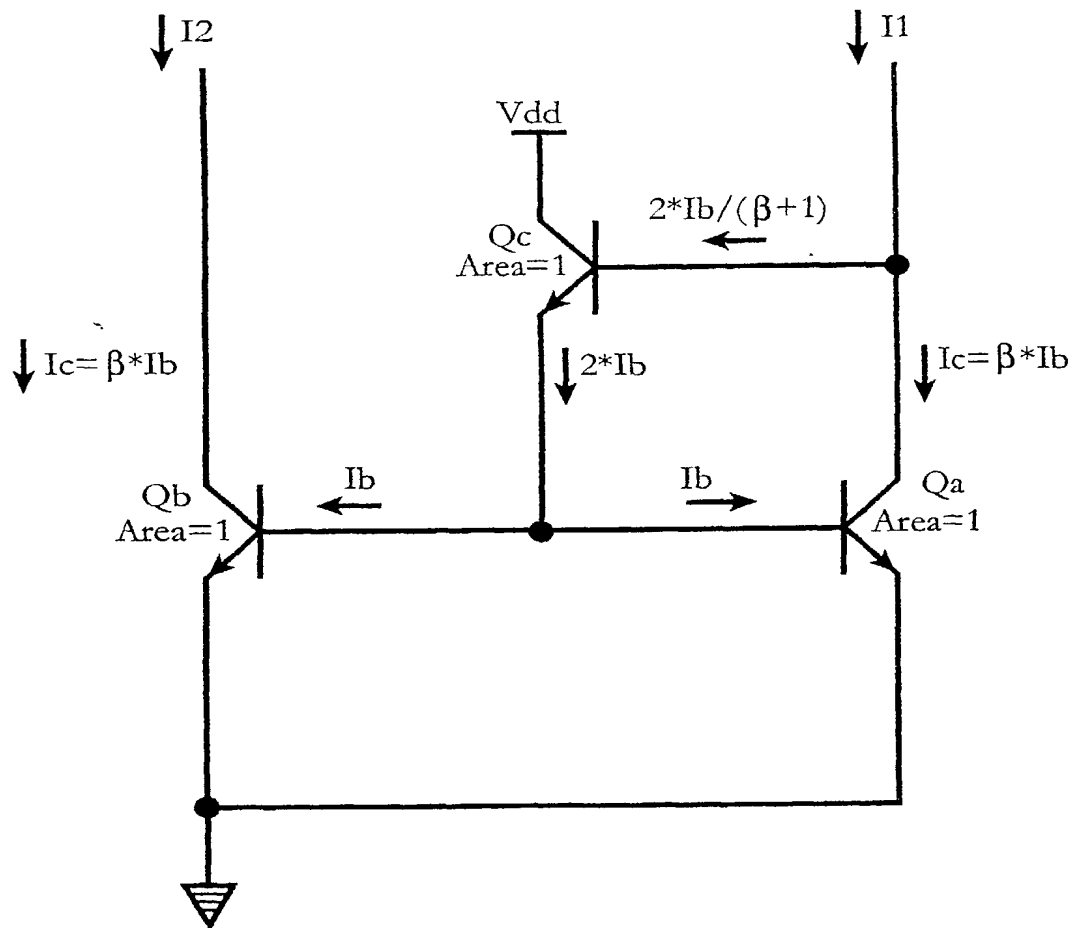 I2
I1
Vdd
2*Ib/(β+1)
Qc
Area=1
Ic=β*Ib
2*Ib
Ic=β*Ib
Ib
Ib
Qb
Area=1
Qa
Area=1